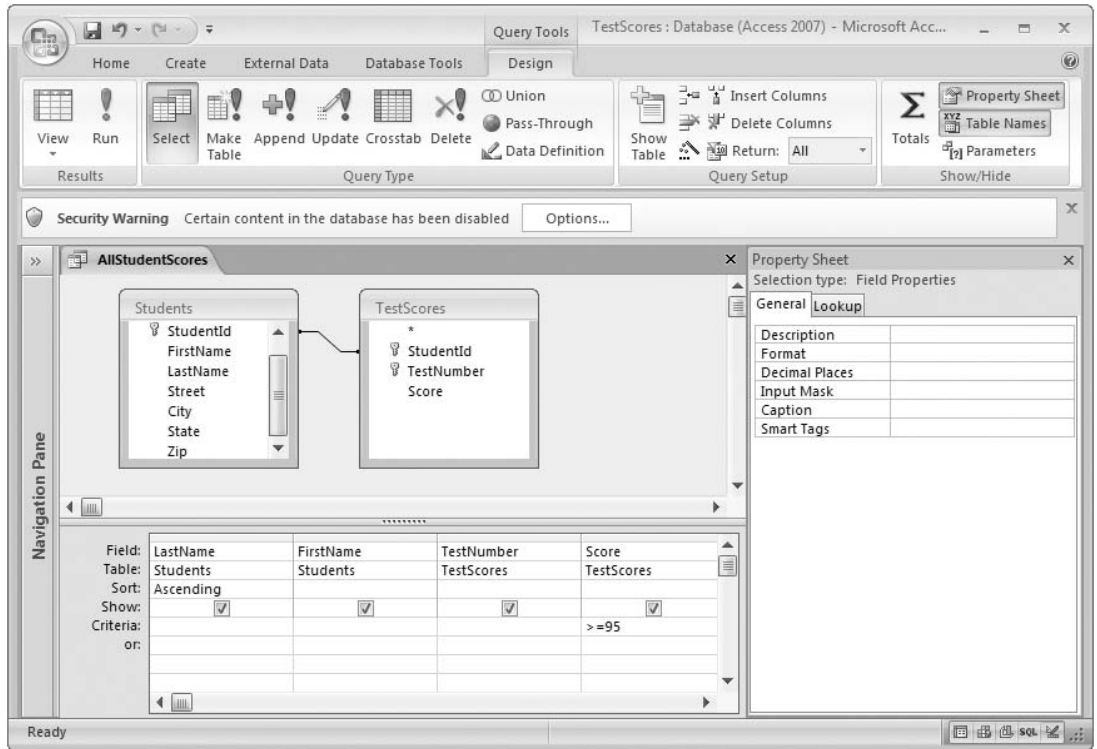 Query Tools TestScores : Database (Access 2007) - Microsoft Acc...
Home Create External Data Database Tools Design
View Run Select Make Table Append Update Crosstab Delete
Union
Pass-Through
Data Definition
Show Table
Insert Columns
Delete Columns
Return: All
Totals
Property Sheet
Table Names
Parameters
Results Query Type Query Setup Show/Hide
Security Warning Certain content in the database has been disabled Options...
Navigation Pane
AllStudentScores
Students
StudentId
FirstName
LastName
Street
City
State
Zip
TestScores
*
StudentId
TestNumber
Score
Field: LastName FirstName TestNumber Score
Table: Students Students TestScores TestScores
Sort: Ascending
Show:
Criteria: >=95
or:
Property Sheet
Selection type: Field Properties
General Lookup
Description
Format
Decimal Places
Input Mask
Caption
Smart Tags
Ready SQL